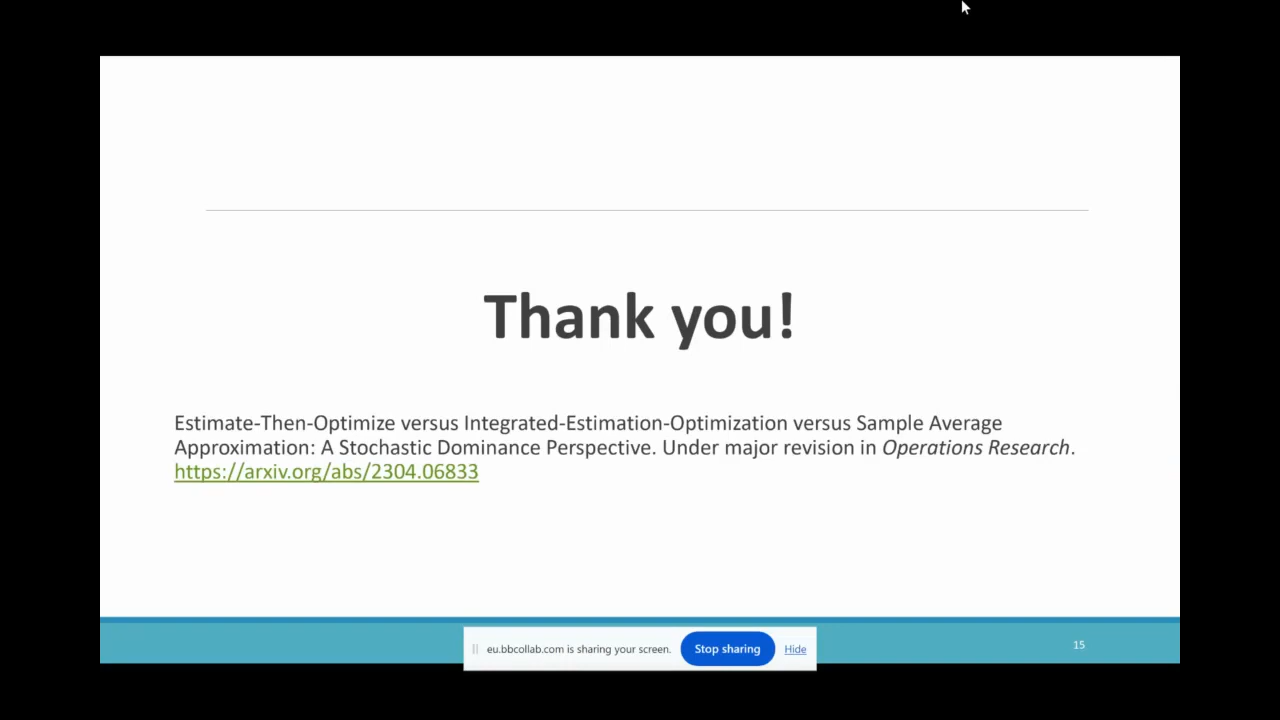 Thank you!
Estimate-Then-Optimize versus Integrated-Estimation-Optimization versus Sample Average
Approximation: A Stochastic Dominance Perspective. Under major revision in Operations Research.
https://arxiv.org/abs/2304.06833
eu.bbcollab.com is sharing your screen. Stop sharing Hide
15